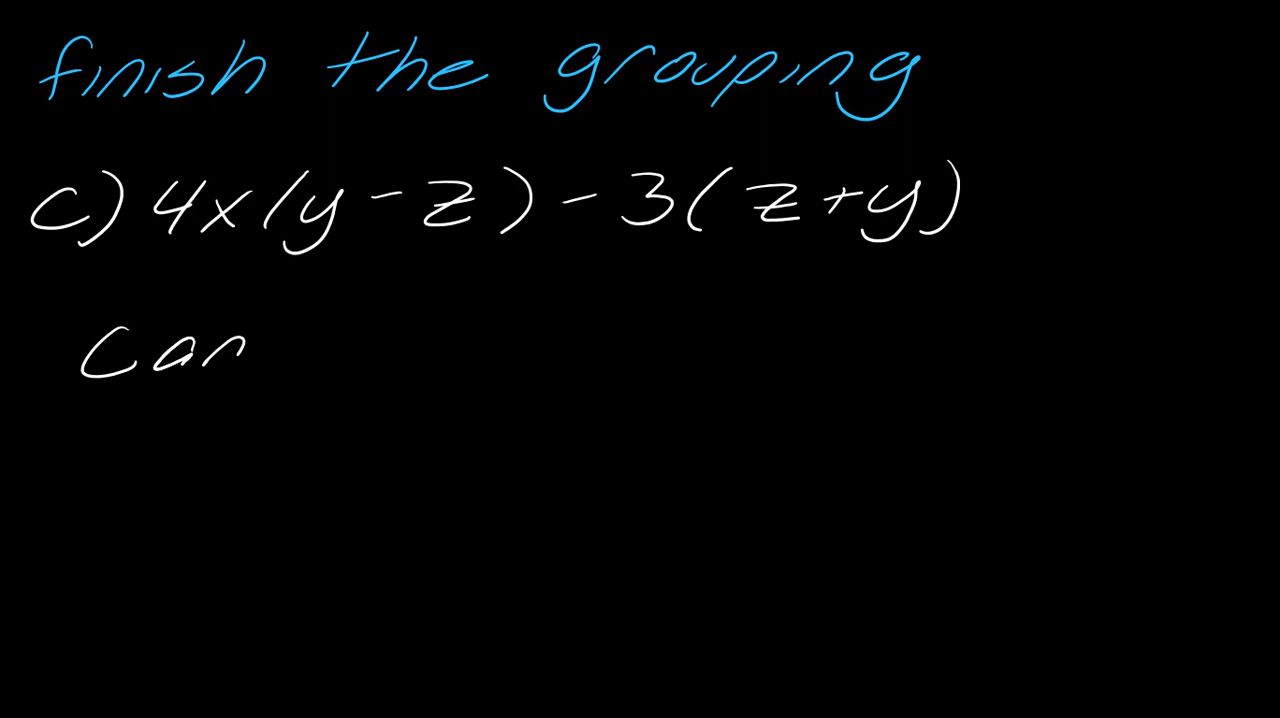 finish the grouping
c) 4x(y-z) - 3(z+y)
can